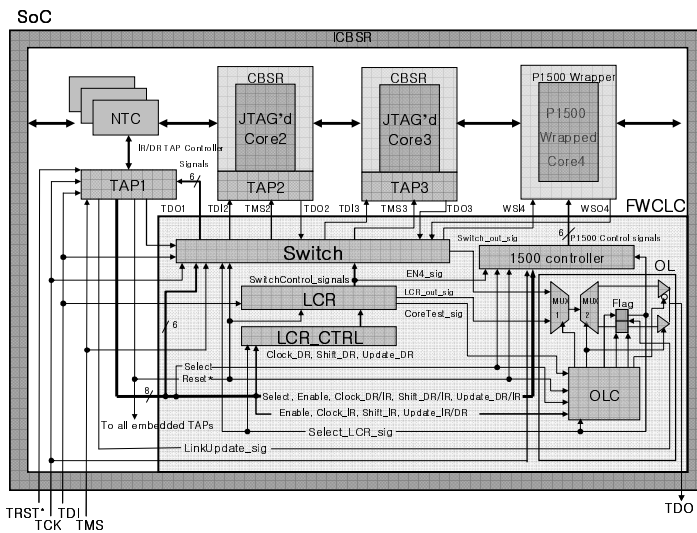 SoC
ICBSR
CBSR
CBSR
P1500 Wrapper
NTC
JTAG'd
Core2
JTAG'd
Core3
P1500
Wrapped
Core4
IR/DR TAP Controller
Signals
6
TAP1
TAP2
TAP3
TDO1
TDI2
TMS2
TDO2
TDI3
TMS3
TDO3
WSI4
WSO4
FWCLC
6
P1500 Control signals
Switch_out_sig
Switch
1500 controller
OL
SwitchControl_signals
EN4_sig
LCR
LCR_out_sig
CoreTest_sig
MUX
1
MUX
2
Flag
6
LCR_CTRL
Clock_DR, Shift_DR, Update_DR
Select
Reset*
8
Select, Enable, Clock_DR/IR, Shift_DR/IR, Update_DR/IR
OLC
Enable, Clock_IR, Shift_IR, Update_IR/DR
To all embedded TAPs
Select_LCR_sig
LinkUpdate_sig
TRST*
TCK
TDI
TMS
TDO